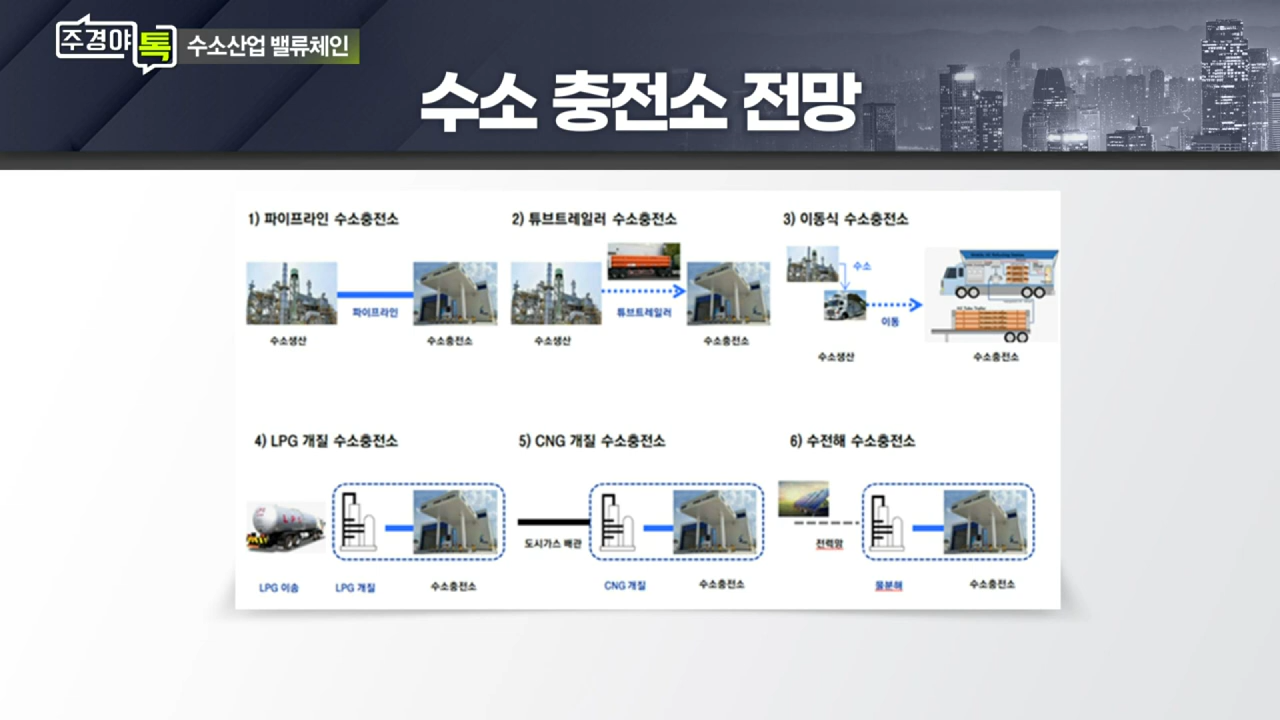 주경야톡
수소산업 밸류체인
수소 충전소 전망
1) 파이프라인 수소충전소
2) 튜브트레일러 수소충전소
3) 이동식 수소충전소
파이프라인
튜브트레일러
수소
이동
수소생산
수소충전소
수소생산
수소충전소
수소생산
수소충전소
4) LPG 개질 수소충전소
5) CNG 개질 수소충전소
6) 수전해 수소충전소
LPG
도시가스 배관
전력망
LPG 이송
LPG 개질
수소충전소
CNG 개질
수소충전소
물분해
수소충전소